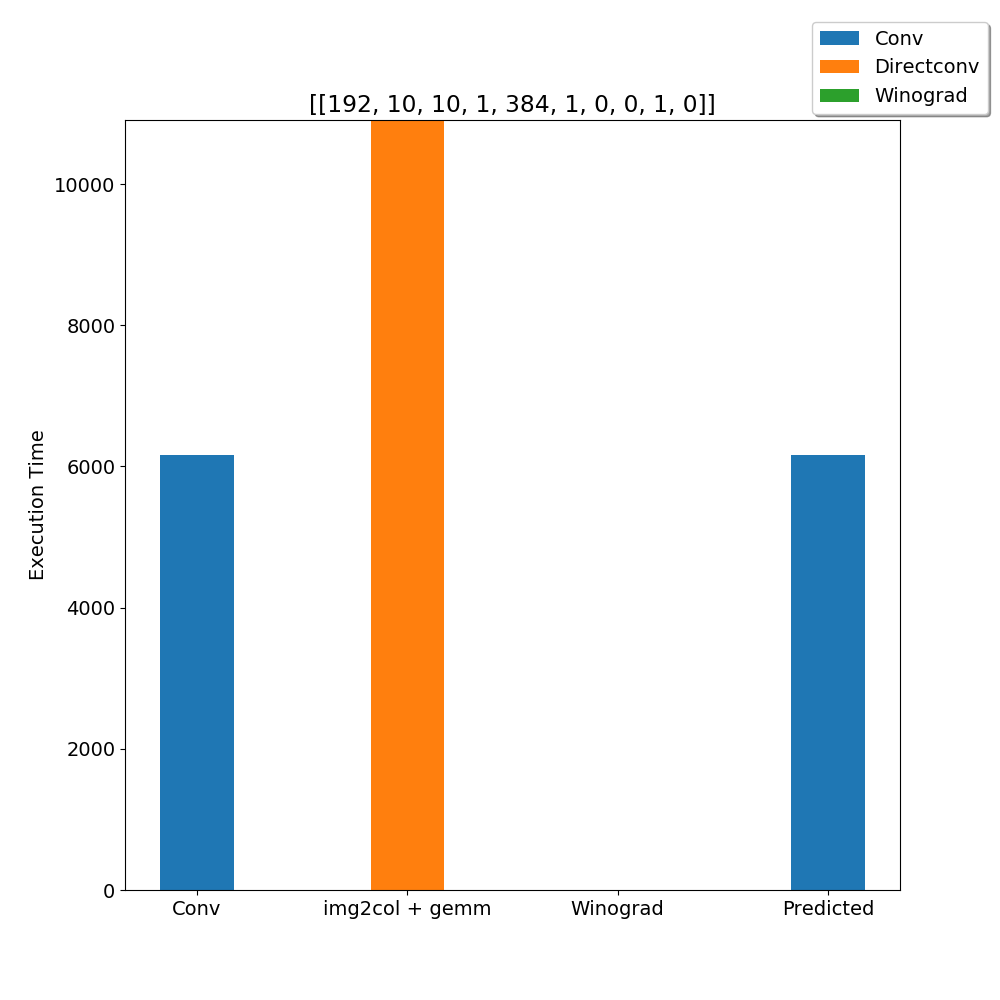 Conv
Directconv
Winograd
[[192, 10, 10, 1, 384, 1, 0, 0, 1, 0]]
Execution Time
10000
8000
6000
4000
2000
0
Conv img2col + gemm Winograd Predicted